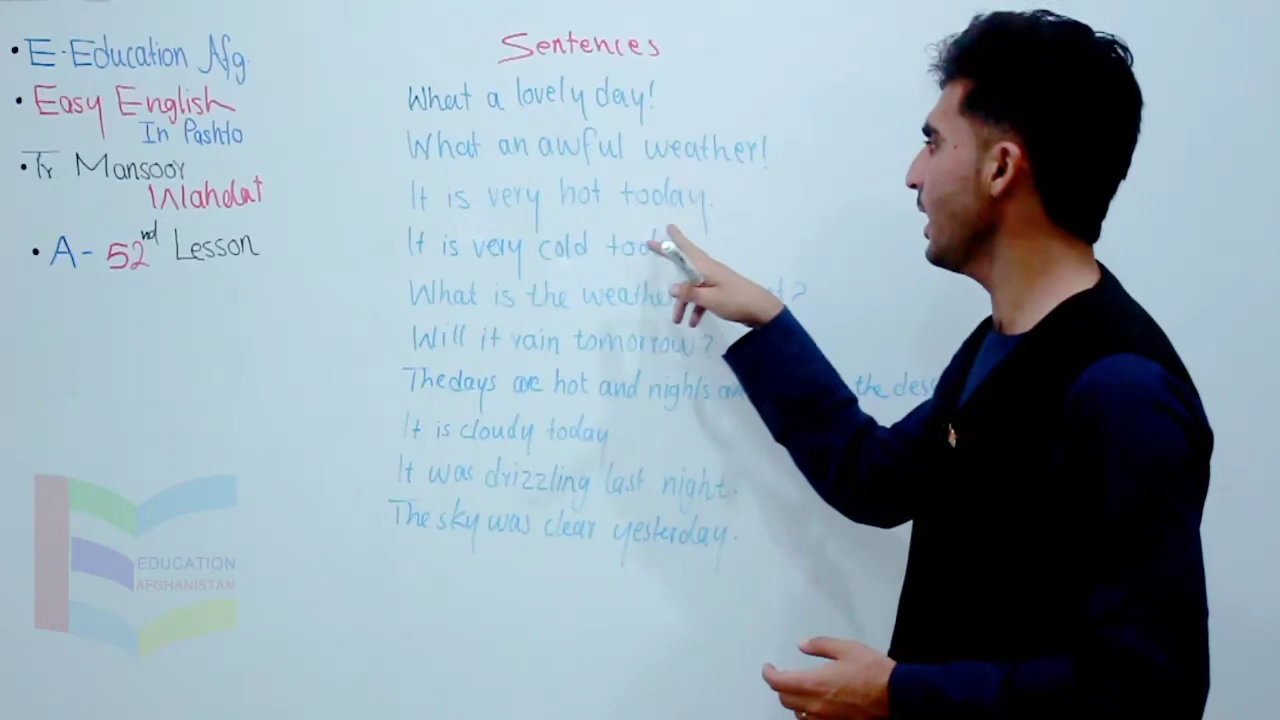 • E-Education Afg.
• Easy English
In Pashto
• Tr Mansoor
Wahdat
• A- 52nd Lesson
Sentences
What a lovely day!
What an awful weather!
It is very hot today.
It is very cold
What is the ?
Will it rain tomorrow?
The days are hot and nights the
It is cloudy today
It was drizzling last night.
The sky was clear yesterday.
EDUCATION
AFGHANISTAN